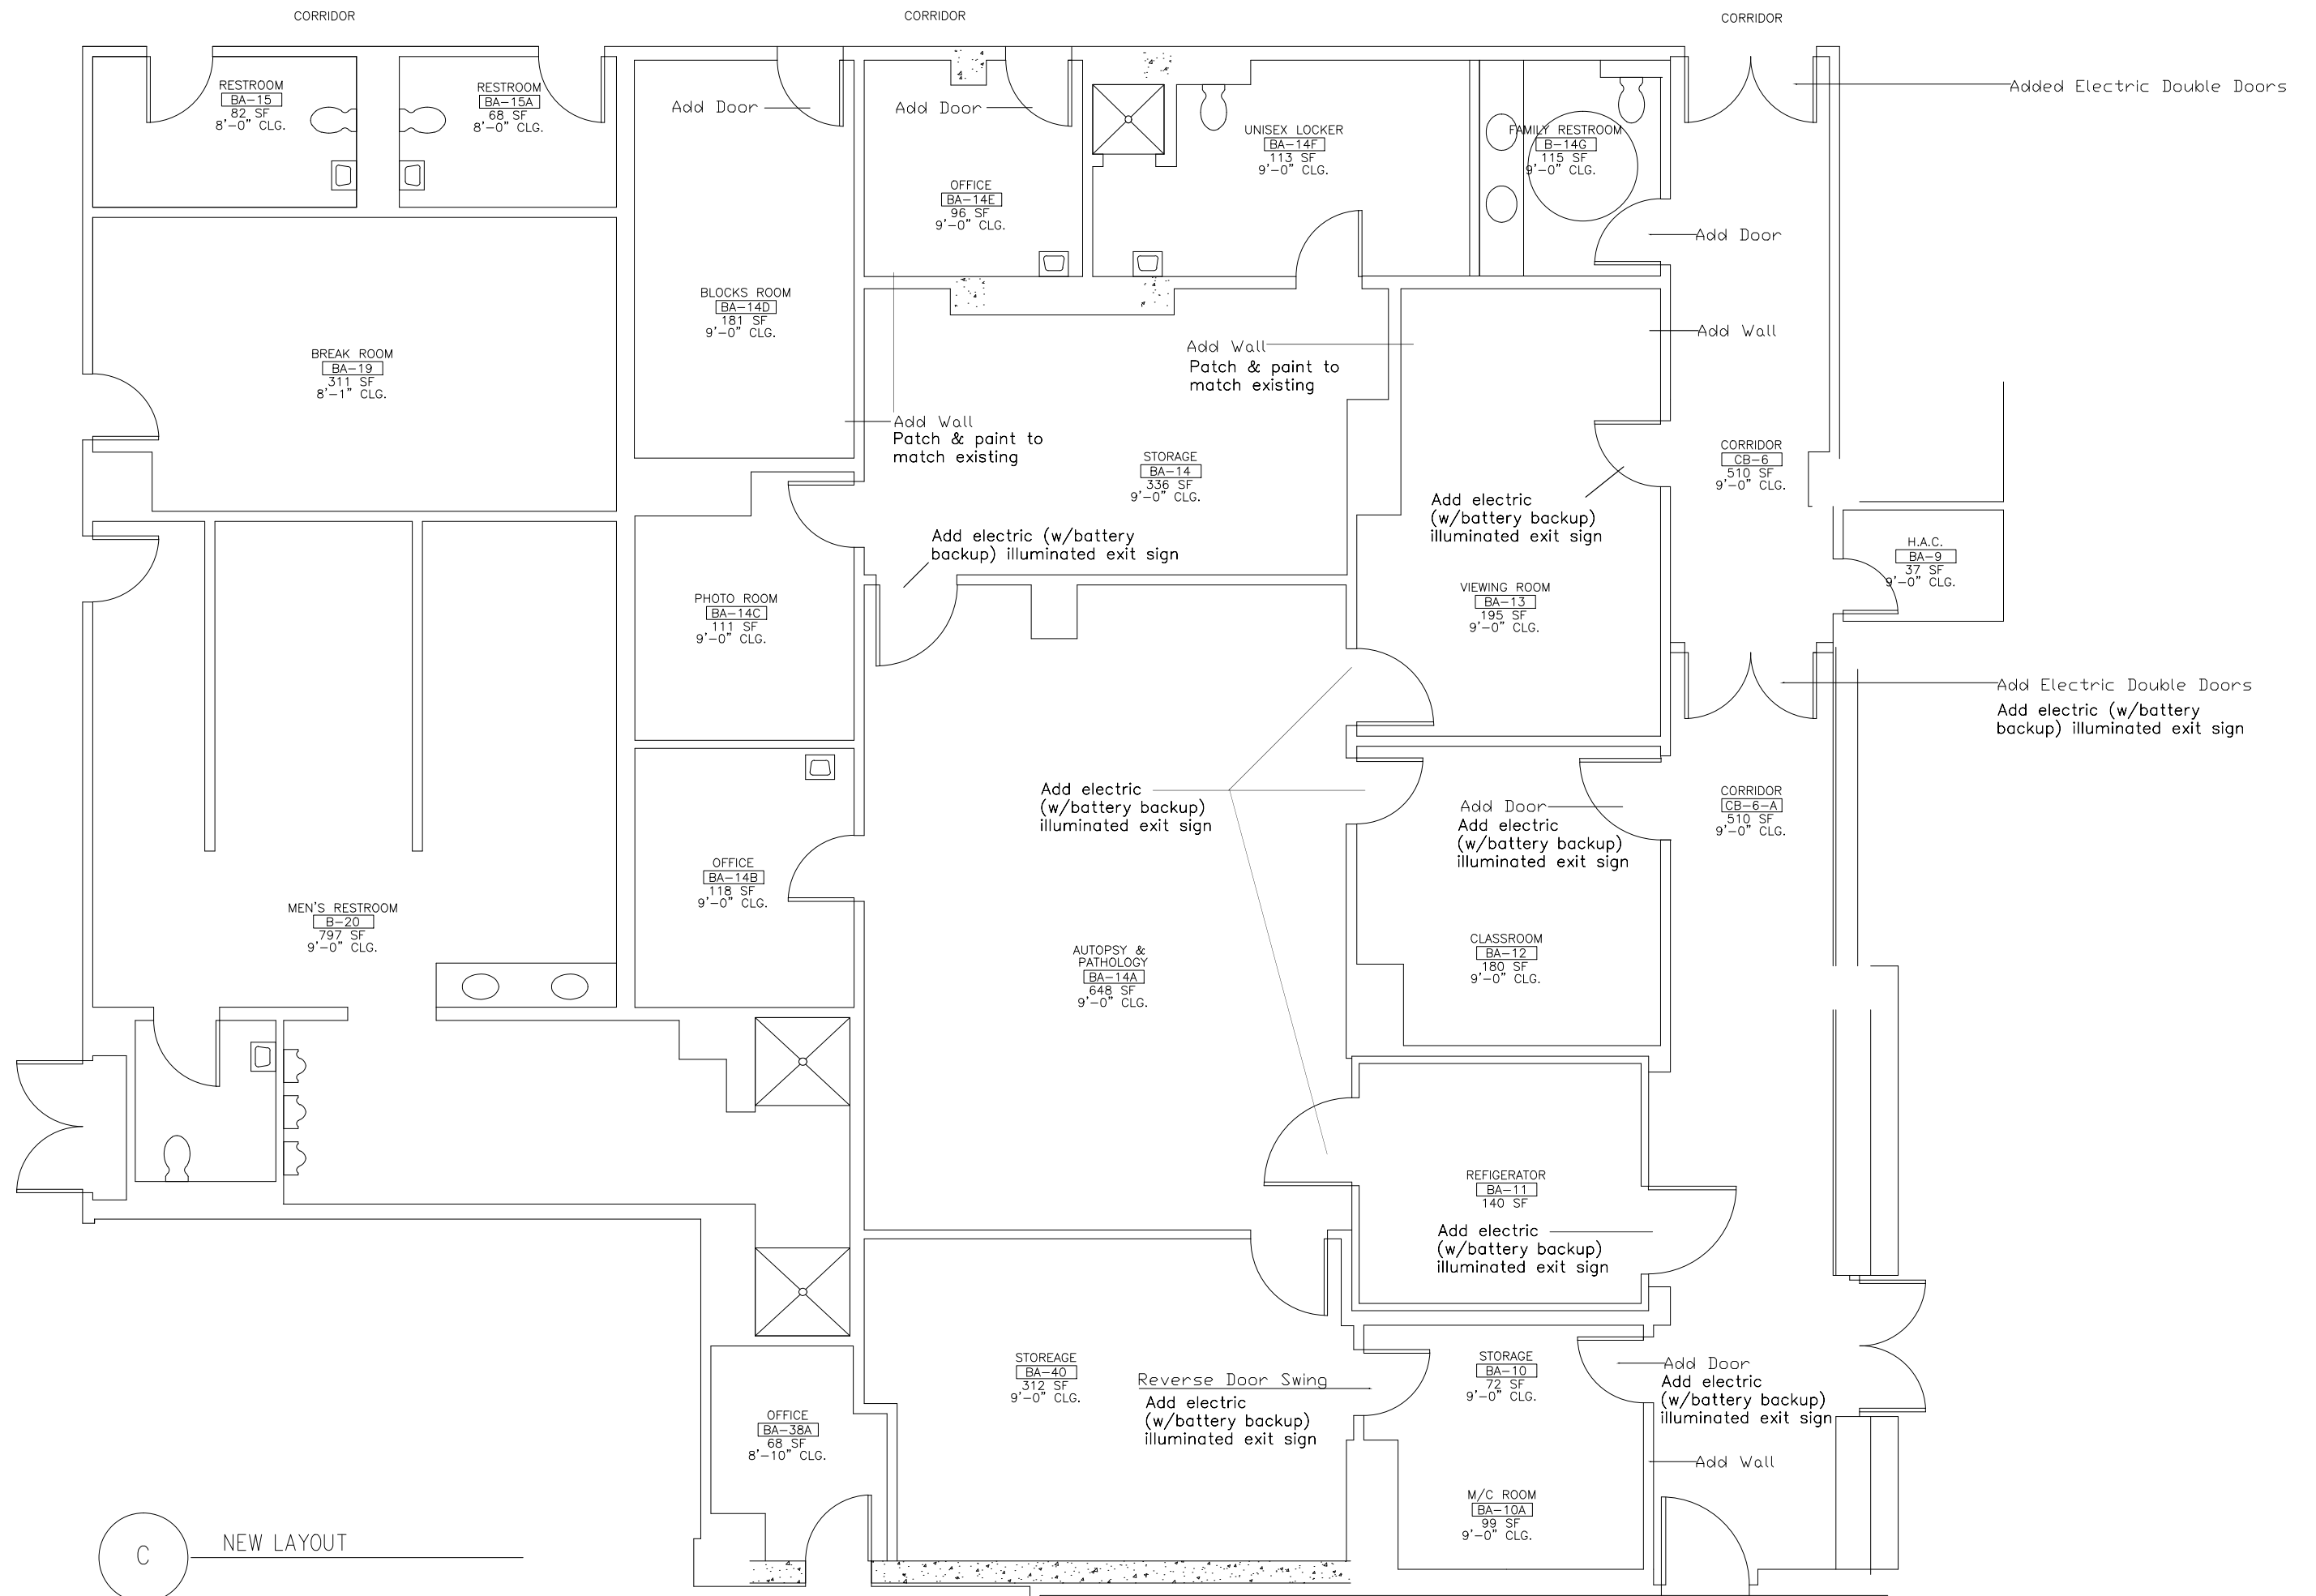 CORRIDOR
CORRIDOR
CORRIDOR
RESTROOM
BA-15
82 SF
8'-0" CLG.
RESTROOM
BA-15A
68 SF
8'-0" CLG.
Add Door
Add Door
UNISEX LOCKER
BA-14F
113 SF
9'-0" CLG.
FAMILY RESTROOM
B-14G
115 SF
9'-0" CLG.
Added Electric Double Doors
OFFICE
BA-14E
96 SF
9'-0" CLG.
Add Door
BLOCKS ROOM
BA-14D
181 SF
9'-0" CLG.
Add Wall
Add Wall
Patch & paint to
match existing
BREAK ROOM
BA-19
311 SF
8'-1" CLG.
Add Wall
Patch & paint to
match existing
STORAGE
BA-14
336 SF
9'-0" CLG.
CORRIDOR
CB-6
510 SF
9'-0" CLG.
Add electric
(w/battery backup)
illuminated exit sign
Add electric (w/battery
backup) illuminated exit sign
H.A.C.
BA-9
37 SF
9'-0" CLG.
PHOTO ROOM
BA-14C
111 SF
9'-0" CLG.
VIEWING ROOM
BA-13
195 SF
9'-0" CLG.
Add Electric Double Doors
Add electric (w/battery
backup) illuminated exit sign
Add electric
(w/battery backup)
illuminated exit sign
Add Door
Add electric
(w/battery backup)
illuminated exit sign
CORRIDOR
CB-6-A
510 SF
9'-0" CLG.
OFFICE
BA-14B
118 SF
9'-0" CLG.
MEN'S RESTROOM
B-20
797 SF
9'-0" CLG.
AUTOPSY &
PATHOLOGY
BA-14A
648 SF
9'-0" CLG.
CLASSROOM
BA-12
180 SF
9'-0" CLG.
REFIGERATOR
BA-11
140 SF
Add electric
(w/battery backup)
illuminated exit sign
STOREAGE
BA-40
312 SF
9'-0" CLG.
Reverse Door Swing
Add electric
(w/battery backup)
illuminated exit sign
STORAGE
BA-10
72 SF
9'-0" CLG.
Add Door
Add electric
(w/battery backup)
illuminated exit sign
OFFICE
BA-38A
68 SF
8'-10" CLG.
Add Wall
M/C ROOM
BA-10A
99 SF
9'-0" CLG.
C
NEW LAYOUT